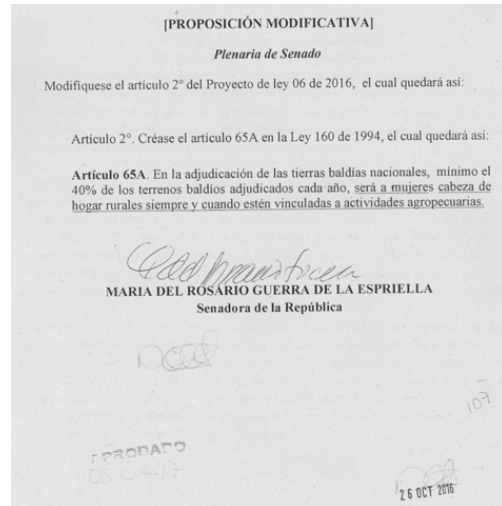 [PROPOSICIÓN MODIFICATIVA]
Plenaria de Senado
Modifiquese el artículo 2° del Proyecto de ley 06 de 2016, el cual quedará así:
Artículo 2°. Créase el artículo 65A en la Ley 160 de 1994, el cual quedará así:
Artículo 65A. En la adjudicación de las tierras baldías nacionales, mínimo el
40% de los terrenos baldíos adjudicados cada año, será a mujeres cabeza de
hogar rurales siempre y cuando estén vinculadas a actividades agropecuarias.
MARIA DEL ROSARIO GUERRA DE LA ESPRIELLA
Senadora de la República
107
APROBADO
26 OCT 2016